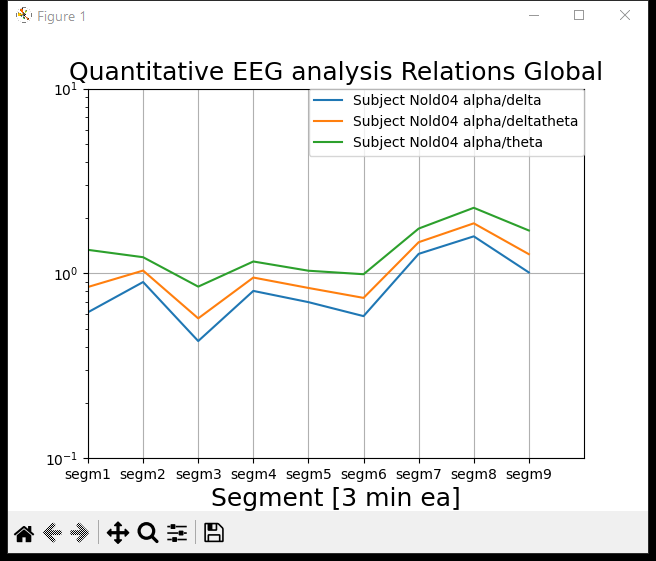 Figure 1
Quantitative EEG analysis Relations Global
Subject Nold04 alpha/delta
Subject Nold04 alpha/deltatheta
Subject Nold04 alpha/theta
10¹
10⁰
10⁻¹
segm1 segm2 segm3 segm4 segm5 segm6 segm7 segm8 segm9
Segment [3 min ea]